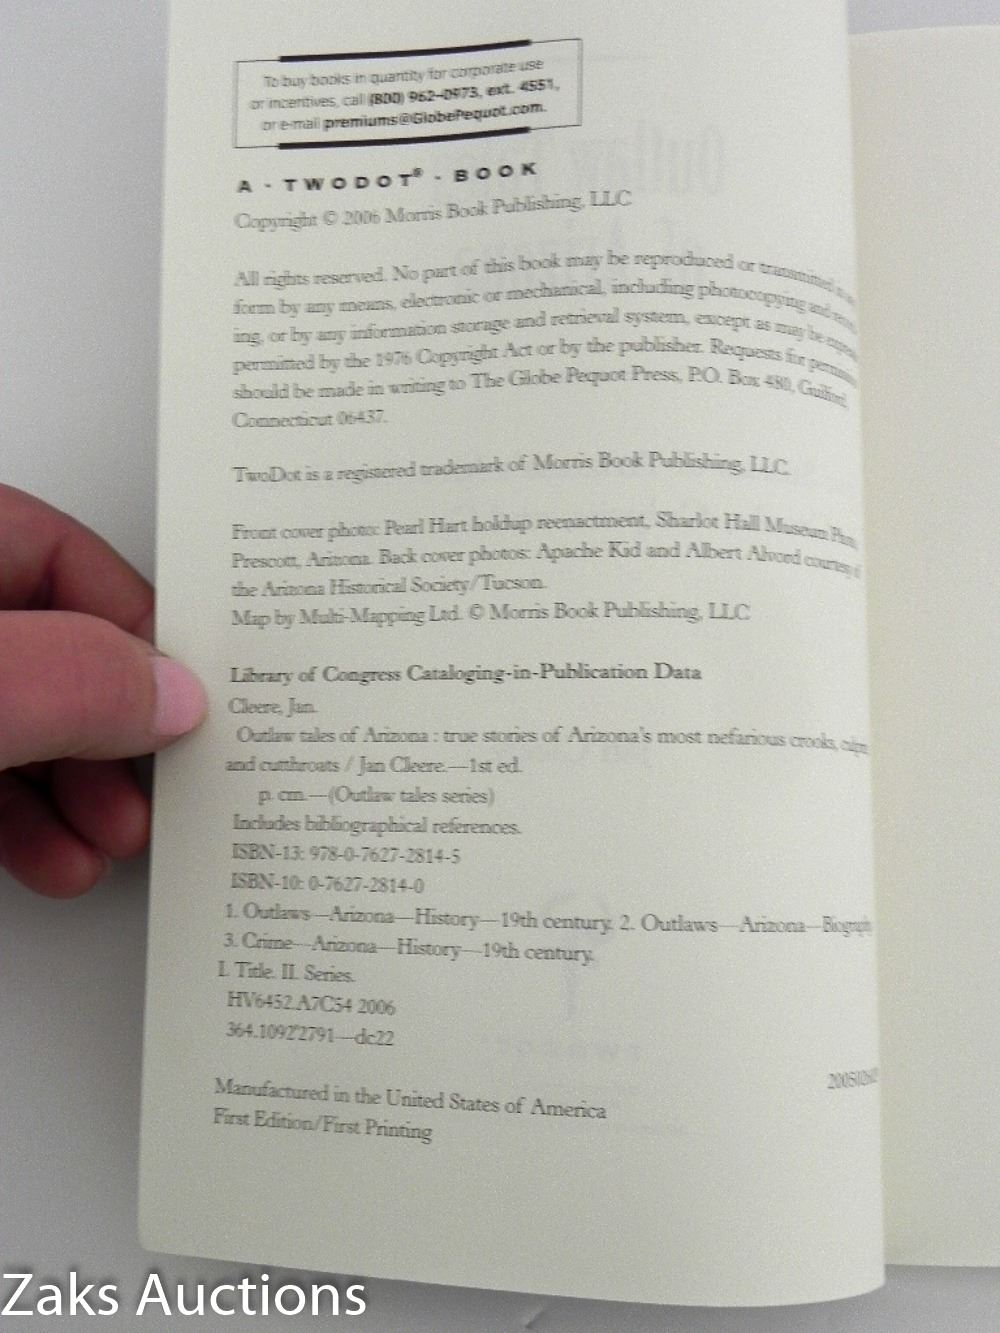 To buy books in quantity for corporate use
or incentives, call (800) 962–0973, ext. 4551,
or e-mail premiums@GlobePequot.com.
A · TWODOT® · BOOK
Copyright © 2006 Morris Book Publishing, LLC
All rights reserved. No part of this book may be reproduced or transmitted
form by any means, electronic or mechanical, including photocopying and
ing, or by any information storage and retrieval system, except as may be
permitted by the 1976 Copyright Act or by the publisher. Requests for
should be made in writing to The Globe Pequot Press, P.O. Box 480, Guilford,
Connecticut 06437.
TwoDot is a registered trademark of Morris Book Publishing, LLC.
Front cover photo: Pearl Hart holdup reenactment, Sharlot Hall Museum
Prescott, Arizona. Back cover photos: Apache Kid and Albert Alvord courtesy
the Arizona Historical Society/Tucson.
Map by Multi-Mapping Ltd. © Morris Book Publishing, LLC
Library of Congress Cataloging-in-Publication Data
Cleere, Jan.
Outlaw tales of Arizona : true stories of Arizona's most nefarious crooks,
and cutthroats / Jan Cleere.—1st ed.
p. cm.—(Outlaw tales series)
Includes bibliographical references.
ISBN-13: 978-0-7627-2814-5
ISBN-10: 0-7627-2814-0
1. Outlaws—Arizona—History—19th century. 2. Outlaws—Arizona—Biography
3. Crime—Arizona—History—19th century.
I. Title. II. Series.
HV6452.A7C54 2006
364.1092'2791—dc22
Manufactured in the United States of America
First Edition/First Printing
Zaks Auctions